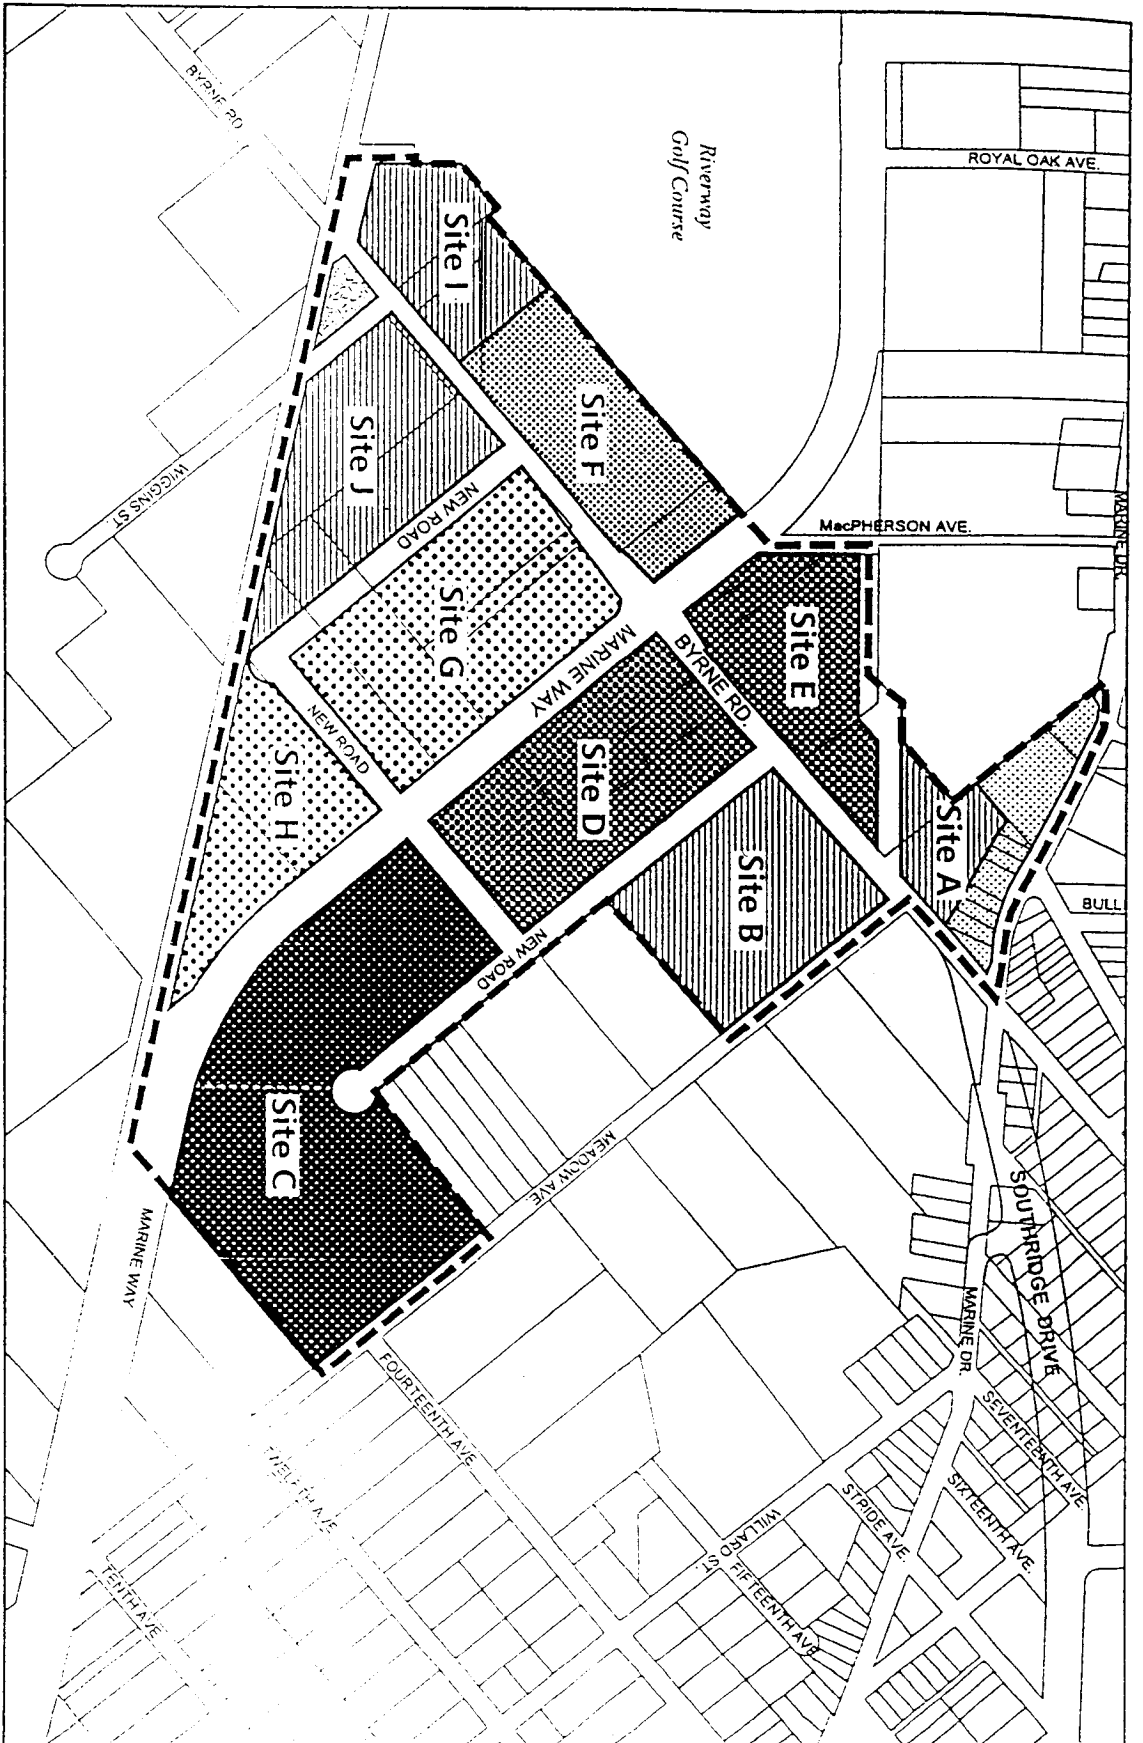 ROYAL OAK AVE.
BYRNE RD.
Riverway
Golf Course
Site I
Site F
Site J
WIGGINS ST.
NEW ROAD
MacPHERSON AVE.
MARINE DR.
Site G
MARINE WAY
BYRNE RD.
Site E
NEW ROAD
Site H
Site D
Site A
Site B
BULL
NEW ROAD
Site C
MEADOW AVE.
MARINE WAY
SOUTHRIDGE DRIVE
MARINE DR.
FOURTEENTH AVE.
SEVENTEENTH AVE.
SIXTEENTH AVE.
STRIDE AVE.
WILLARD ST.
FIFTEENTH AVE.
TWELFTH AVE.
TENTH AVE.